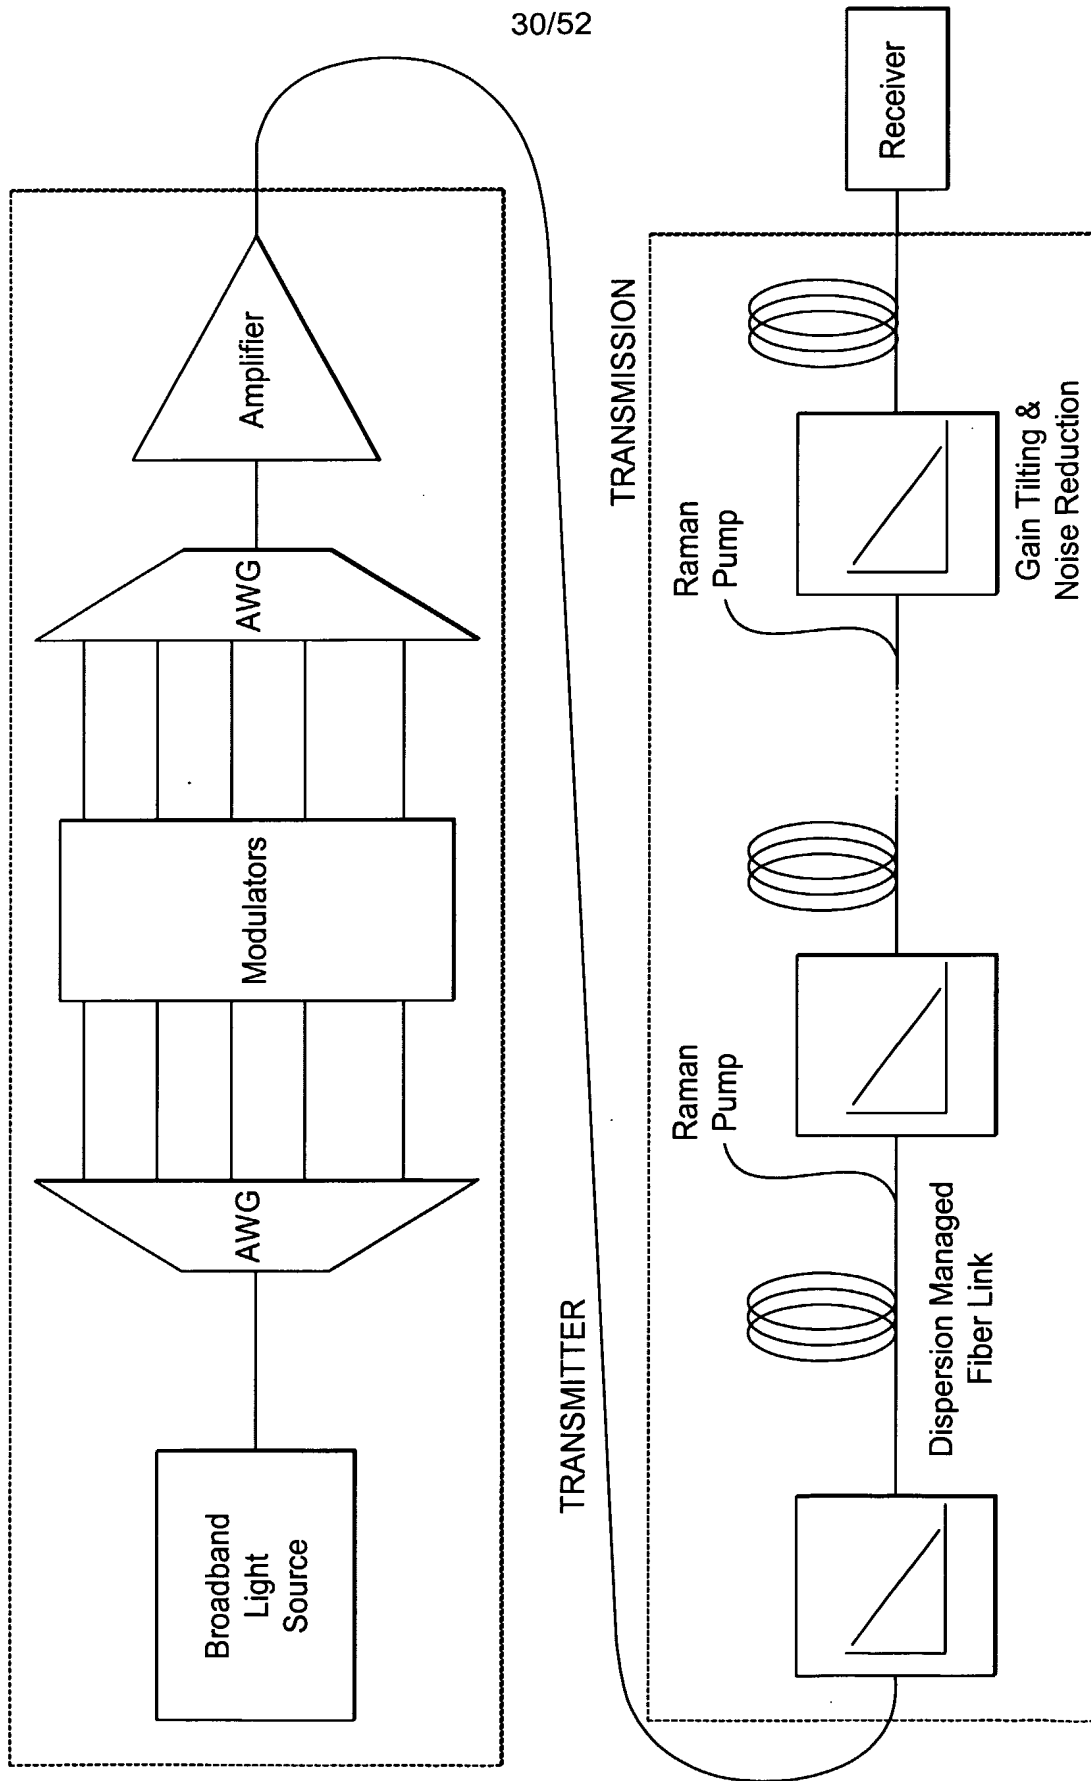 30/52
Broadband
Light
Source
AWG
Modulators
AWG
Amplifier
TRANSMITTER
TRANSMISSION
Dispersion Managed
Fiber Link
Raman
Pump
Raman
Pump
Gain Tilting &
Noise Reduction
Receiver